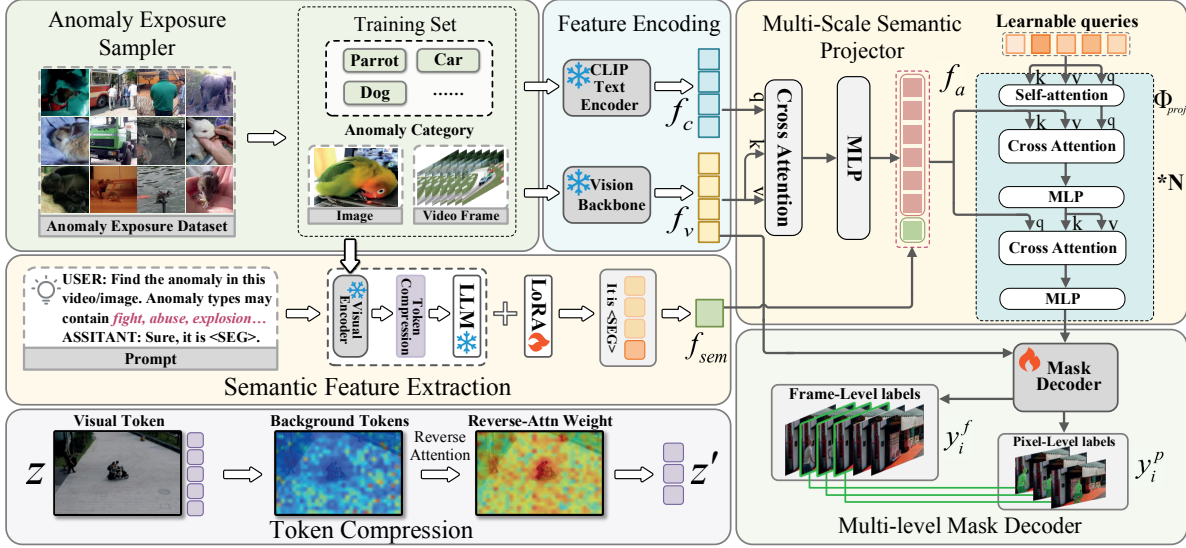 Anomaly Exposure
Sampler
Anomaly Exposure Dataset
Training Set
Parrot
Car
Dog
......
Anomaly Category
Image
Video Frame
Feature Encoding
CLIP
Text
Encoder
f_c
Vision
Backbone
f_v
Multi-Scale Semantic
Projector
q
k
v
Cross Attention
MLP
f_a
Learnable queries
k
v
q
Self-attention
Φ_proj
k
v
q
Cross Attention
*N
MLP
q
k
v
Cross Attention
MLP
USER: Find the anomaly in this
video/image. Anomaly types may
contain fight, abuse, explosion…
ASSITANT: Sure, it is <SEG>.
Prompt
Visual
Encoder
Token
Compression
LLM
LoRA
It is <SEG>
f_sem
Semantic Feature Extraction
Visual Token
Z
Background Tokens
Reverse
Attention
Reverse-Attn Weight
z'
Token Compression
Mask
Decoder
Frame-Level labels
y_i^f
Pixel-Level labels
y_i^p
Multi-level Mask Decoder